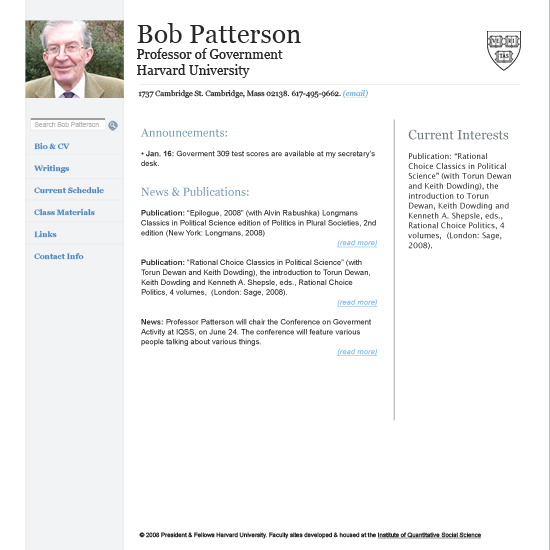 Bob Patterson
Professor of Government
Harvard University
1737 Cambridge St. Cambridge, Mass 02138. 617-495-9662. (email)
Search Bob Patterson
Bio & CV
Writings
Current Schedule
Class Materials
Links
Contact Info
Announcements:
• Jan. 16: Goverment 309 test scores are available at my secretary's
desk.
News & Publications:
Publication: "Epilogue, 2008" (with Alvin Rabushka) Longmans
Classics in Political Science edition of Politics in Plural Societies, 2nd
edition (New York: Longmans, 2008)
(read more)
Publication: "Rational Choice Classics in Political Science" (with
Torun Dewan and Keith Dowding), the introduction to Torun Dewan,
Keith Dowding and Kenneth A. Shepsle, eds., Rational Choice
Politics, 4 volumes, (London: Sage, 2008).
(read more)
News: Professor Patterson will chair the Conference on Goverment
Activity at IQSS, on June 24. The conference will feature various
people talking about various things.
(read more)
Current Interests
Publication: "Rational
Choice Classics in Political
Science" (with Torun Dewan
and Keith Dowding), the
introduction to Torun
Dewan, Keith Dowding and
Kenneth A. Shepsle, eds.,
Rational Choice Politics, 4
volumes, (London: Sage,
2008).
© 2008 President & Fellows Harvard University. Faculty sites developed & housed at the Institute of Quantitative Social Science